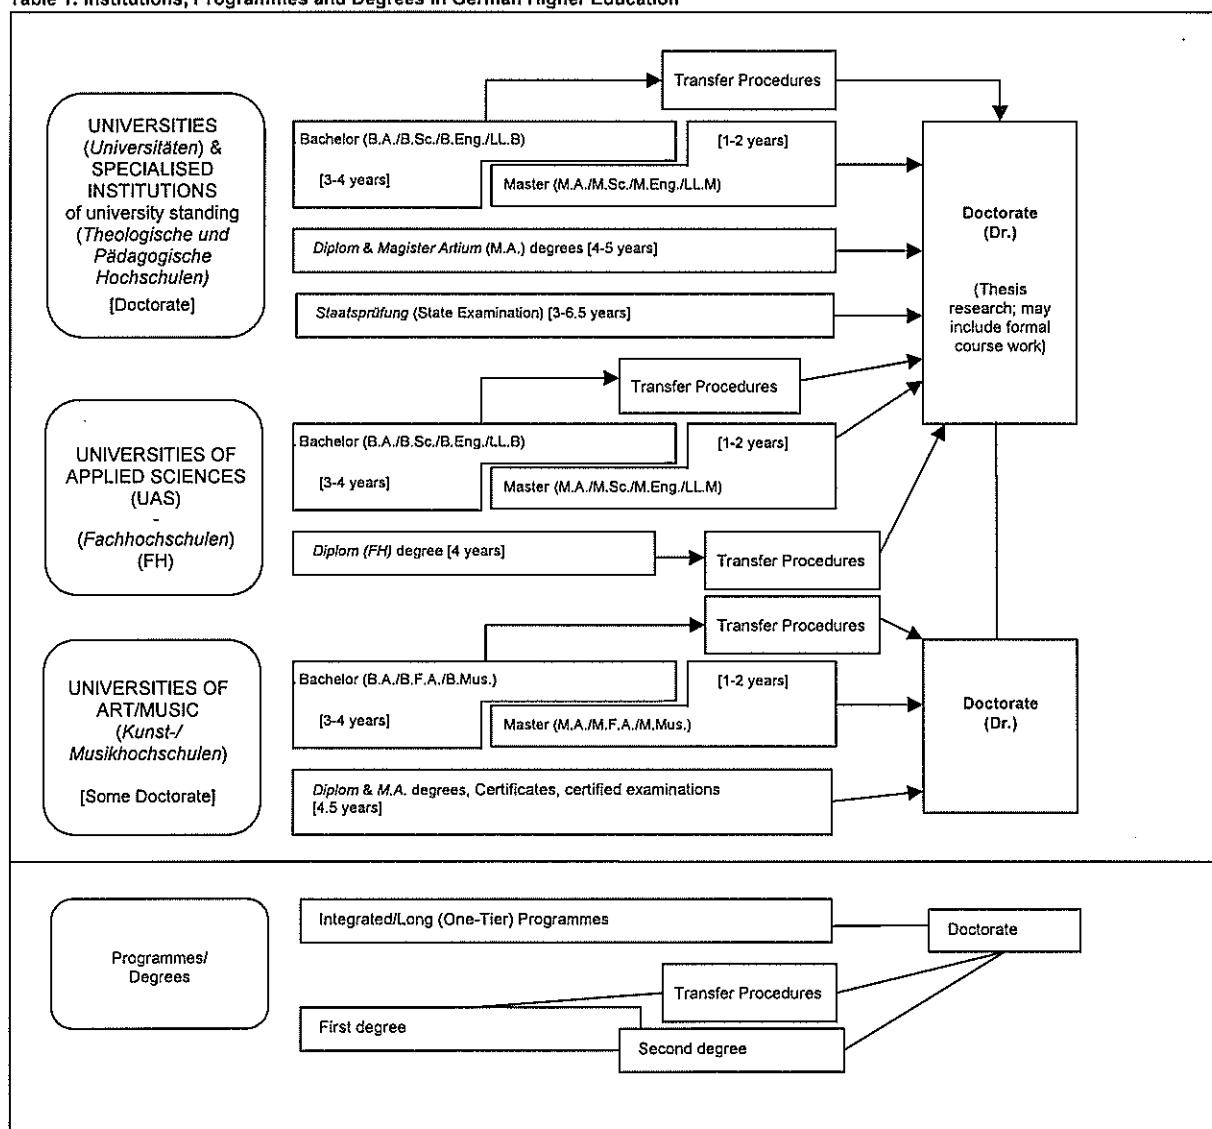 Table 1: Institutions, Programmes and Degrees in German Higher Education
Transfer Procedures
UNIVERSITIES
(Universitäten) &
SPECIALISED
INSTITUTIONS
of university standing
(Theologische und
Pädagogische
Hochschulen)
[Doctorate]
Bachelor (B.A./B.Sc./B.Eng./LL.B)
[3-4 years]
[1-2 years]
Master (M.A./M.Sc./M.Eng./LL.M)
Diplom & Magister Artium (M.A.) degrees [4-5 years]
Staatsprüfung (State Examination) [3-6.5 years]
Doctorate
(Dr.)
(Thesis
research; may
include formal
course work)
Transfer Procedures
UNIVERSITIES OF
APPLIED SCIENCES
(UAS)
-
(Fachhochschulen)
(FH)
Bachelor (B.A./B.Sc./B.Eng./LL.B)
[3-4 years]
[1-2 years]
Master (M.A./M.Sc./M.Eng./LL.M)
Diplom (FH) degree [4 years]
Transfer Procedures
Transfer Procedures
UNIVERSITIES OF
ART/MUSIC
(Kunst-/
Musikhochschulen)
[Some Doctorate]
Bachelor (B.A./B.F.A./B.Mus.)
[3-4 years]
[1-2 years]
Master (M.A./M.F.A./M.Mus.)
Diplom & M.A. degrees, Certificates, certified examinations
[4.5 years]
Doctorate
(Dr.)
Programmes/
Degrees
Integrated/Long (One-Tier) Programmes
Doctorate
Transfer Procedures
First degree
Second degree